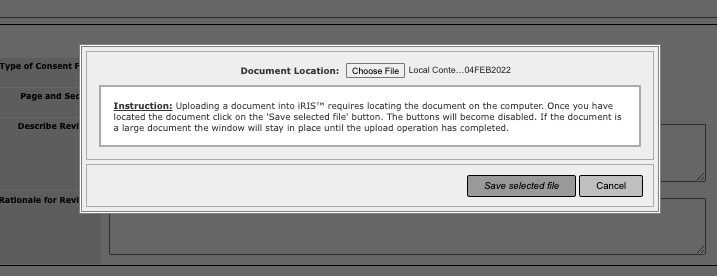 Type of Consent F
Document Location: Choose File Local Conte...04FEB2022
Page and Sec
Instruction: Uploading a document into iRIS™ requires locating the document on the computer. Once you have
located the document click on the 'Save selected file' button. The buttons will become disabled. If the document is
a large document the window will stay in place until the upload operation has completed.
Describe Revi
Save selected file Cancel
Rationale for Revi